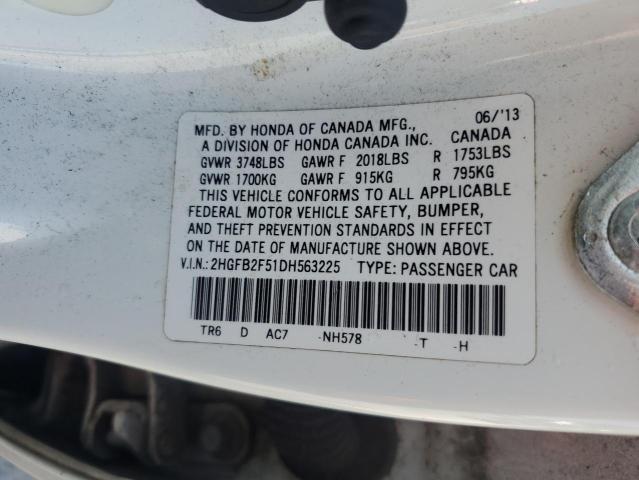 06/'13
MFD. BY HONDA OF CANADA MFG.,
A DIVISION OF HONDA CANADA INC. CANADA
GVWR 3748LBS GAWR F 2018LBS R 1753LBS
GVWR 1700KG GAWR F 915KG R 795KG
THIS VEHICLE CONFORMS TO ALL APPLICABLE
FEDERAL MOTOR VEHICLE SAFETY, BUMPER,
AND THEFT PREVENTION STANDARDS IN EFFECT
ON THE DATE OF MANUFACTURE SHOWN ABOVE.
V.I.N.: 2HGFB2F51DH563225 TYPE: PASSENGER CAR
TR6 D AC7 -NH578 -T -H